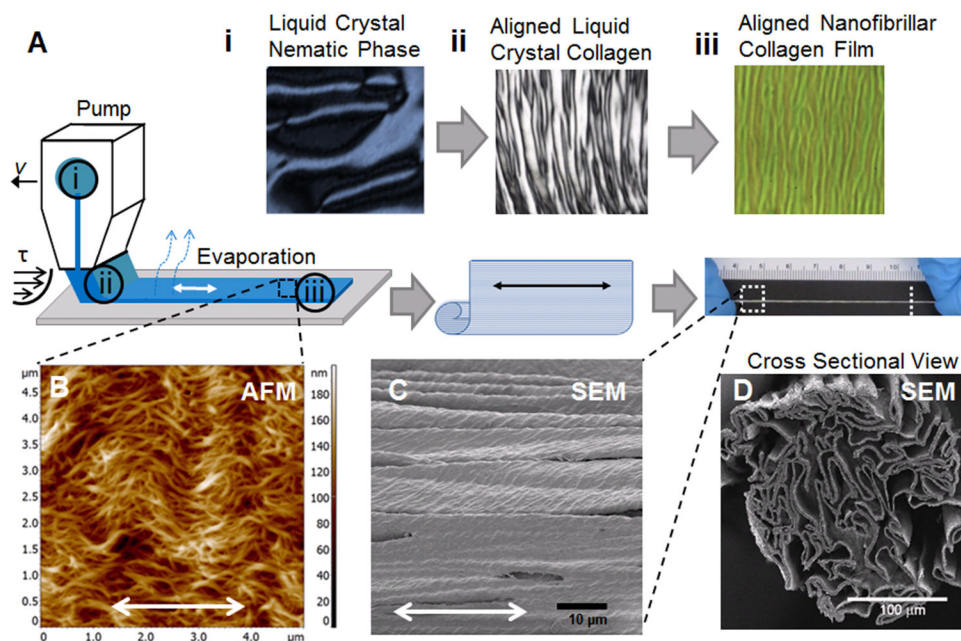 A
i
Liquid Crystal
Nematic Phase
ii
Aligned Liquid
Crystal Collagen
iii
Aligned Nanofibrillar
Collagen Film
Pump
v
i
τ
ii
Evaporation
iii
4 5
10
B
AFM
µm
4.5
4.0
3.5
3.0
2.5
2.0
1.5
1.0
0.5
0 1.0 2.0 3.0 4.0 µm
nm
180
160
140
120
100
80
60
40
20
C
SEM
10 µm
Cross Sectional View
D
SEM
100 µm